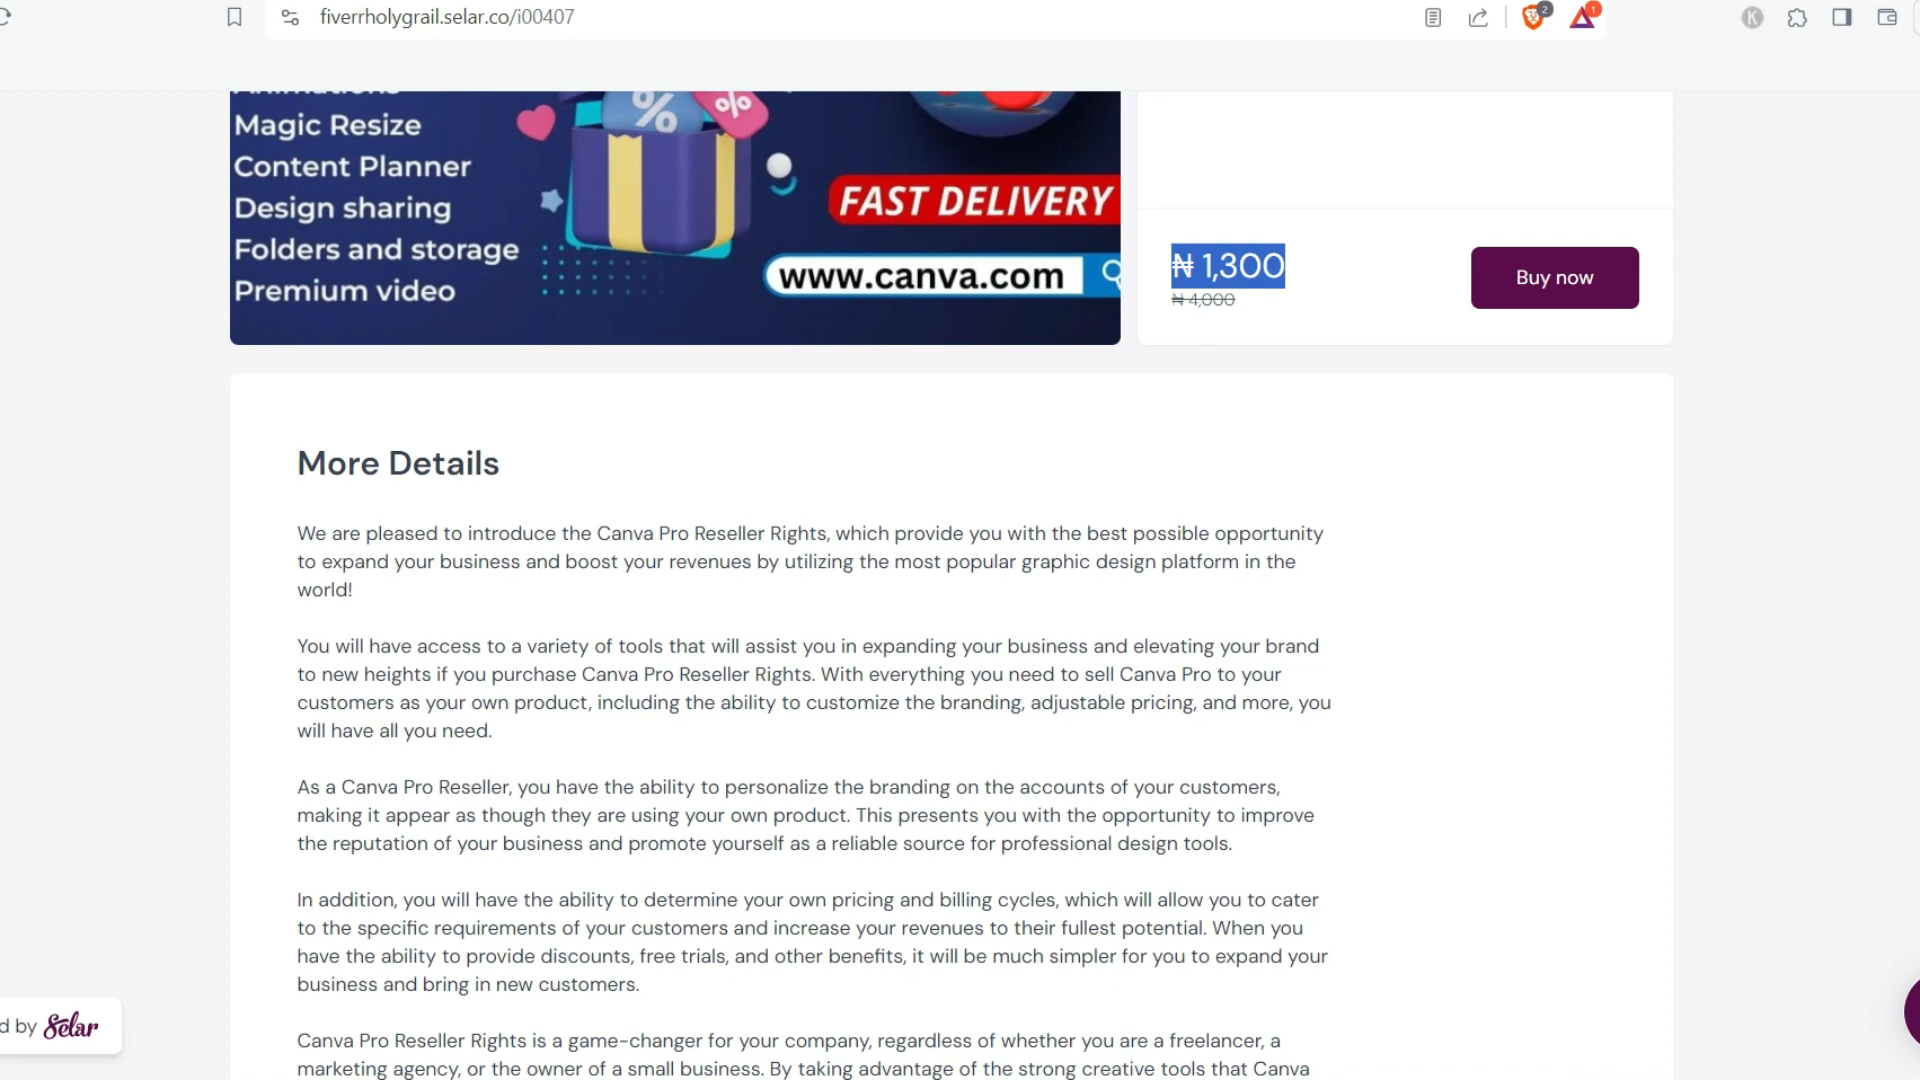 fiverrholygrail.selar.co/i00407
2
1
K
Animations
Magic Resize
Content Planner
Design sharing
Folders and storage
Premium video
%
%
FAST DELIVERY
www.canva.com
₦ 1,300
₦ 4,000
Buy now
More Details
We are pleased to introduce the Canva Pro Reseller Rights, which provide you with the best possible opportunity
to expand your business and boost your revenues by utilizing the most popular graphic design platform in the
world!
You will have access to a variety of tools that will assist you in expanding your business and elevating your brand
to new heights if you purchase Canva Pro Reseller Rights. With everything you need to sell Canva Pro to your
customers as your own product, including the ability to customize the branding, adjustable pricing, and more, you
will have all you need.
As a Canva Pro Reseller, you have the ability to personalize the branding on the accounts of your customers,
making it appear as though they are using your own product. This presents you with the opportunity to improve
the reputation of your business and promote yourself as a reliable source for professional design tools.
In addition, you will have the ability to determine your own pricing and billing cycles, which will allow you to cater
to the specific requirements of your customers and increase your revenues to their fullest potential. When you
have the ability to provide discounts, free trials, and other benefits, it will be much simpler for you to expand your
business and bring in new customers.
d by Selar
Canva Pro Reseller Rights is a game-changer for your company, regardless of whether you are a freelancer, a
marketing agency, or the owner of a small business. By taking advantage of the strong creative tools that Canva